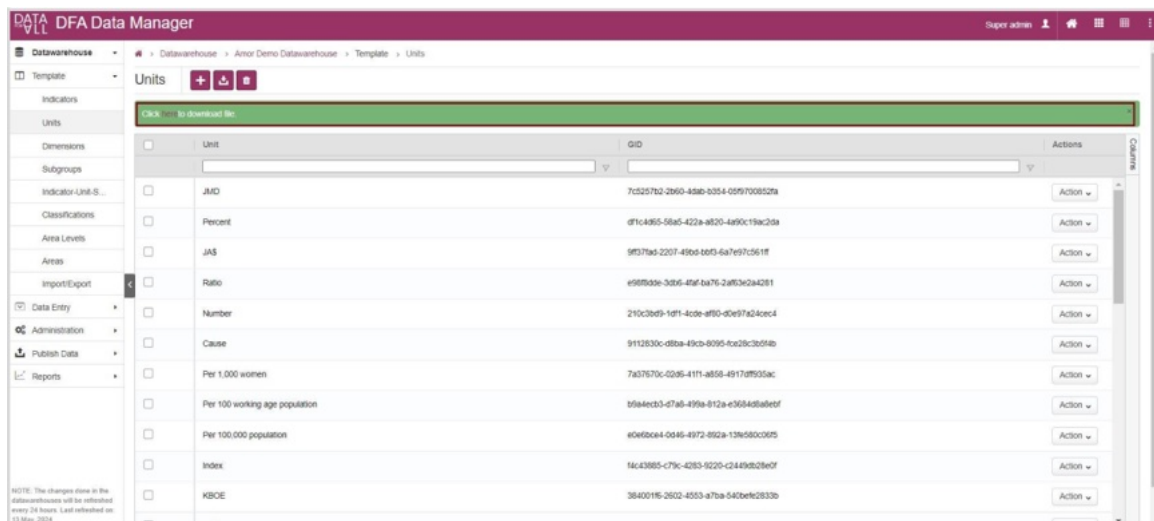 DATA FOR ALL DFA Data Manager
Super admin
Datawarehouse
Datawarehouse > Amor Demo Datawarehouse > Template > Units
Template
Indicators
Units
Dimensions
Subgroups
Indicator-Unit-S...
Classifications
Area Levels
Areas
Import/Export
Data Entry
Administration
Publish Data
Reports
NOTE: The changes done in the
datawarehouses will be refreshed
every 24 hours. Last refreshed on:
13 May, 2024
Units
Click here to download file
Unit GID Actions
Columns
JMD 7c5257b2-2b60-4dab-b354-05f9700852fa Action
Percent df1c4d65-58a5-422a-a820-4a90c19ac2da Action
JA$ 9ff37fad-2207-49bd-bbf3-6a7e97c561ff Action
Ratio e98f8dde-3db6-4faf-ba76-2af63e2a4281 Action
Number 210c3bd9-1df1-4cde-af80-d0e97a24cec4 Action
Cause 9112830c-d8ba-49cb-8095-fce28c3b5f4b Action
Per 1,000 women 7a37670c-02d6-41f1-a858-4917dff935ac Action
Per 100 working age population b9a4ecb3-d7a8-499a-812a-e3684d8a8ebf Action
Per 100,000 population e0e6bce4-0d46-4972-892a-13fe580c06f5 Action
Index f4c43885-c79c-4283-9220-c2449db28e0f Action
KBOE 384001f6-2602-4553-a7ba-540befe2833b Action